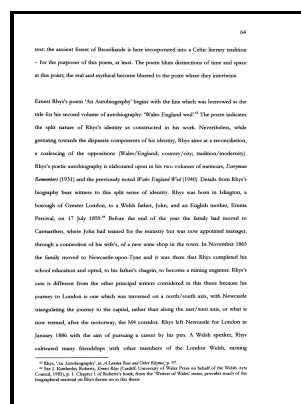 64
text: the ancient forest of Brocéliande is here incorporated into a Celtic literary tradition
– for the purposes of this poem, at least. The poem blurs distinctions of time and space
at this point; the real and mythical become blurred to the point where they intertwine.
Ernest Rhys's poem 'An Autobiography' begins with the line which was borrowed as the
title for his second volume of autobiography: 'Wales England wed'.⁶⁵ The poem indicates
the split nature of Rhys's identity as constructed in his work. Nevertheless, while
gesturing towards the disparate components of his identity, Rhys aims at a reconciliation,
a coalescing of the oppositions (Wales/England; country/city; tradition/modernity).
Rhys's poetic autobiography is elaborated upon in his two volumes of memoirs, Everyman
Remembers (1931) and the previously noted Wales England Wed (1940). Details from Rhys's
biography bear witness to this split sense of identity. Rhys was born in Islington, a
borough of Greater London, to a Welsh father, John, and an English mother, Emma
Percival, on 17 July 1859.⁶⁶ Before the end of the year the family had moved to
Carmarthen, where John had trained for the ministry but was now appointed manager,
through a connection of his wife's, of a new wine shop in the town. In November 1865
the family moved to Newcastle-upon-Tyne and it was there that Rhys completed his
school education and opted, to his father's chagrin, to become a mining engineer. Rhys's
case is different from the other principal writers considered in this thesis because his
journey to London is one which was traversed on a north/south axis, with Newcastle
triangulating the journey to the capital, rather than along the east/west axis, or what is
now termed, after the motorway, the M4 corridor. Rhys left Newcastle for London in
January 1886 with the aim of pursuing a career by his pen. A Welsh speaker, Rhys
cultivated many friendships with other members of the London Welsh, earning
Rhys, 'An Autobiography', in A London Rose and Other Rhymes, p. 97.
See J. Kimberley Roberts, Ernest Rhys (Cardiff: University of Wales Press on behalf of the Welsh Arts
Council, 1983), p. 1. Chapter 1 of Roberts's book, from the 'Writers of Wales' series, provides much of the
biographical material on Rhys drawn on in this thesis.